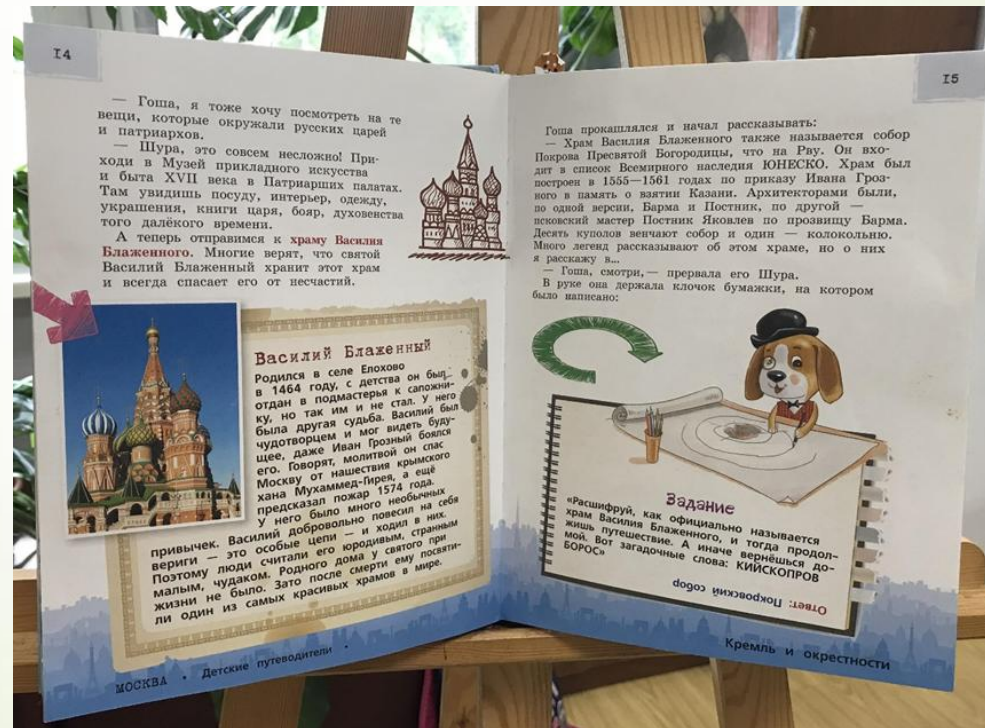 14
— Гоша, я тоже хочу посмотреть на те
вещи, которые окружали русских царей
и патриархов.
— Шура, это совсем несложно! При-
ходи в Музей прикладного искусства
и быта XVII века в Патриарших палатах.
Там увидишь посуду, интерьер, одежду,
украшения, книги царя, бояр, духовенства
того далёкого времени.
А теперь отправимся к храму Василия
Блаженного. Многие верят, что святой
Василий Блаженный хранит этот храм
и всегда спасает его от несчастий.
Василий Блаженный
Родился в селе Елохово
в 1464 году, с детства он был
отдан в подмастерья к сапожни-
ку, но так им и не стал. У него
была другая судьба. Василий был
чудотворцем и мог видеть буду-
щее, даже Иван Грозный боялся
его. Говорят, молитвой он спас
Москву от нашествия крымского
хана Мухаммед-Гирея, а ещё
предсказал пожар 1574 года.
У него было много необычных
привычек. Василий добровольно повесил на себя
вериги — это особые цепи — и ходил в них.
Поэтому люди считали его юродивым, странным
малым, чудаком. Родного дома у святого при
жизни не было. Зато после смерти ему посвяти-
ли один из самых красивых храмов в мире.
МОСКВА • Детские путеводители •
15
Гоша прокашлялся и начал рассказывать:
— Храм Василия Блаженного также называется собор
Покрова Пресвятой Богородицы, что на Рву. Он вхо-
дит в список Всемирного наследия ЮНЕСКО. Храм был
построен в 1555—1561 годах по приказу Ивана Гроз-
ного в память о взятии Казани. Архитекторами были,
по одной версии, Барма и Постник, по другой —
псковский мастер Постник Яковлев по прозвищу Барма.
Десять куполов венчают собор и один — колокольню.
Много легенд рассказывают об этом храме, но о них
я расскажу в...
— Гоша, смотри, — прервала его Шура.
В руке она держала клочок бумажки, на котором
было написано:
Задание
«Расшифруй, как официально называется
храм Василия Блаженного, и тогда продол-
жишь путешествие. А иначе вернёшься до-
мой. Вот загадочные слова: КИЙСКОПРОВ
БОРОС»
Ответ: Покровский собор
Кремль и окрестности